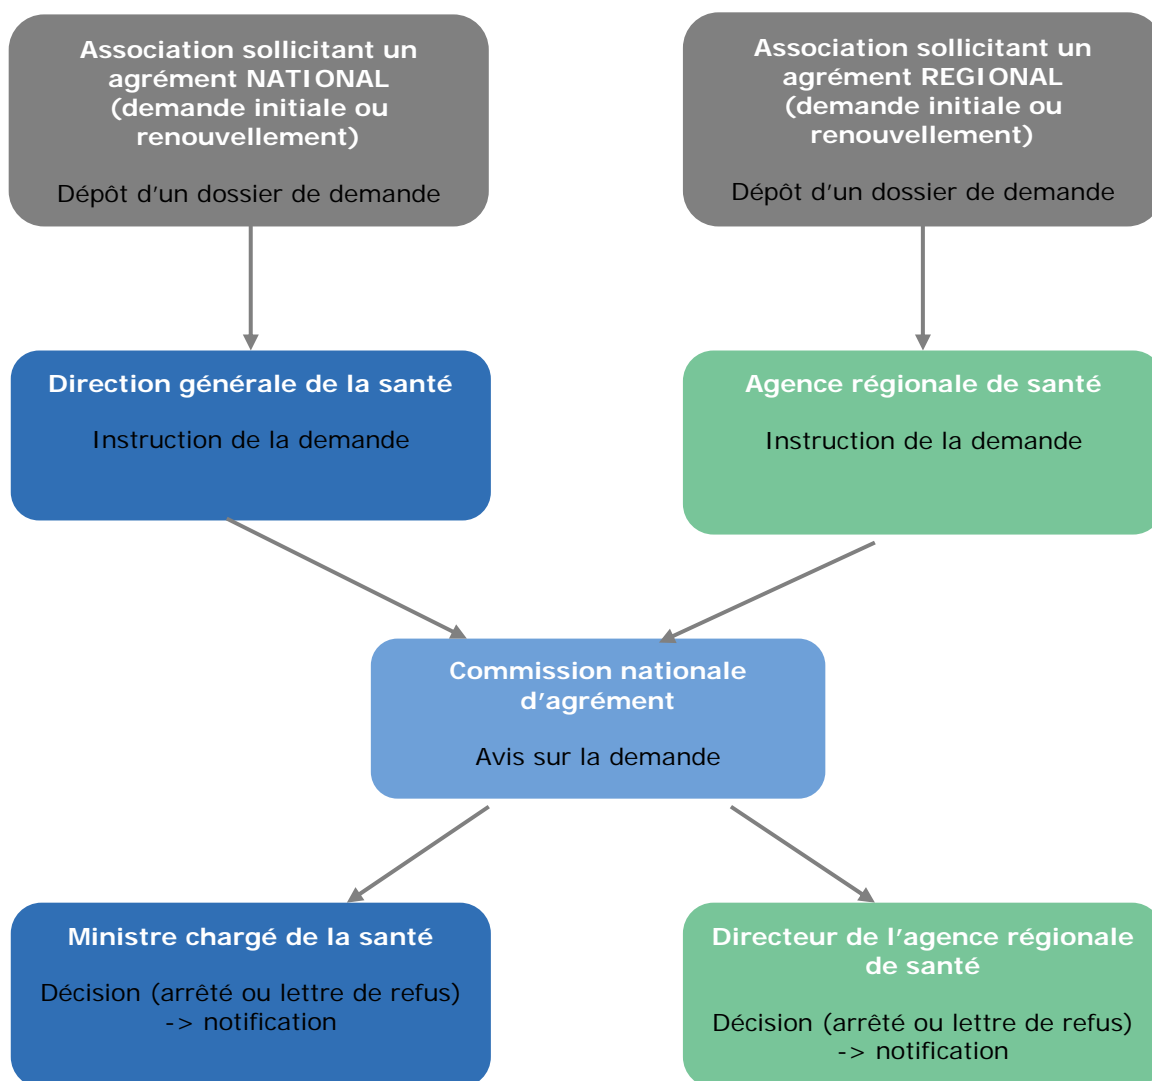 Association sollicitant un
agrément NATIONAL
(demande initiale ou
renouvellement)
Dépôt d'un dossier de demande
Association sollicitant un
agrément REGIONAL
(demande initiale ou
renouvellement)
Dépôt d'un dossier de demande
Direction générale de la santé
Instruction de la demande
Agence régionale de santé
Instruction de la demande
Commission nationale
d'agrément
Avis sur la demande
Ministre chargé de la santé
Décision (arrêté ou lettre de refus)
-> notification
Directeur de l'agence régionale
de santé
Décision (arrêté ou lettre de refus)
-> notification